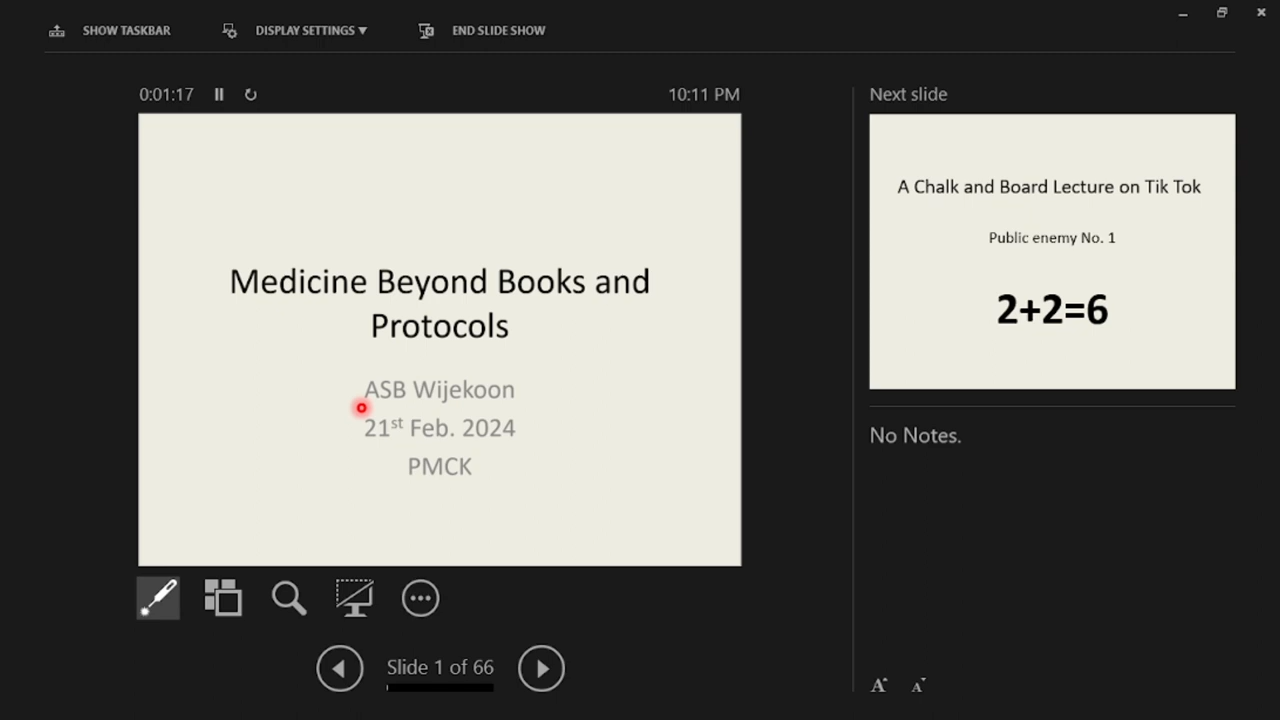 SHOW TASKBAR
DISPLAY SETTINGS ▼
END SLIDE SHOW
0:01:17
10:11 PM
Medicine Beyond Books and
Protocols
ASB Wijekoon
21st Feb. 2024
PMCK
Slide 1 of 66
Next slide
A Chalk and Board Lecture on Tik Tok
Public enemy No. 1
2+2=6
No Notes.
A A